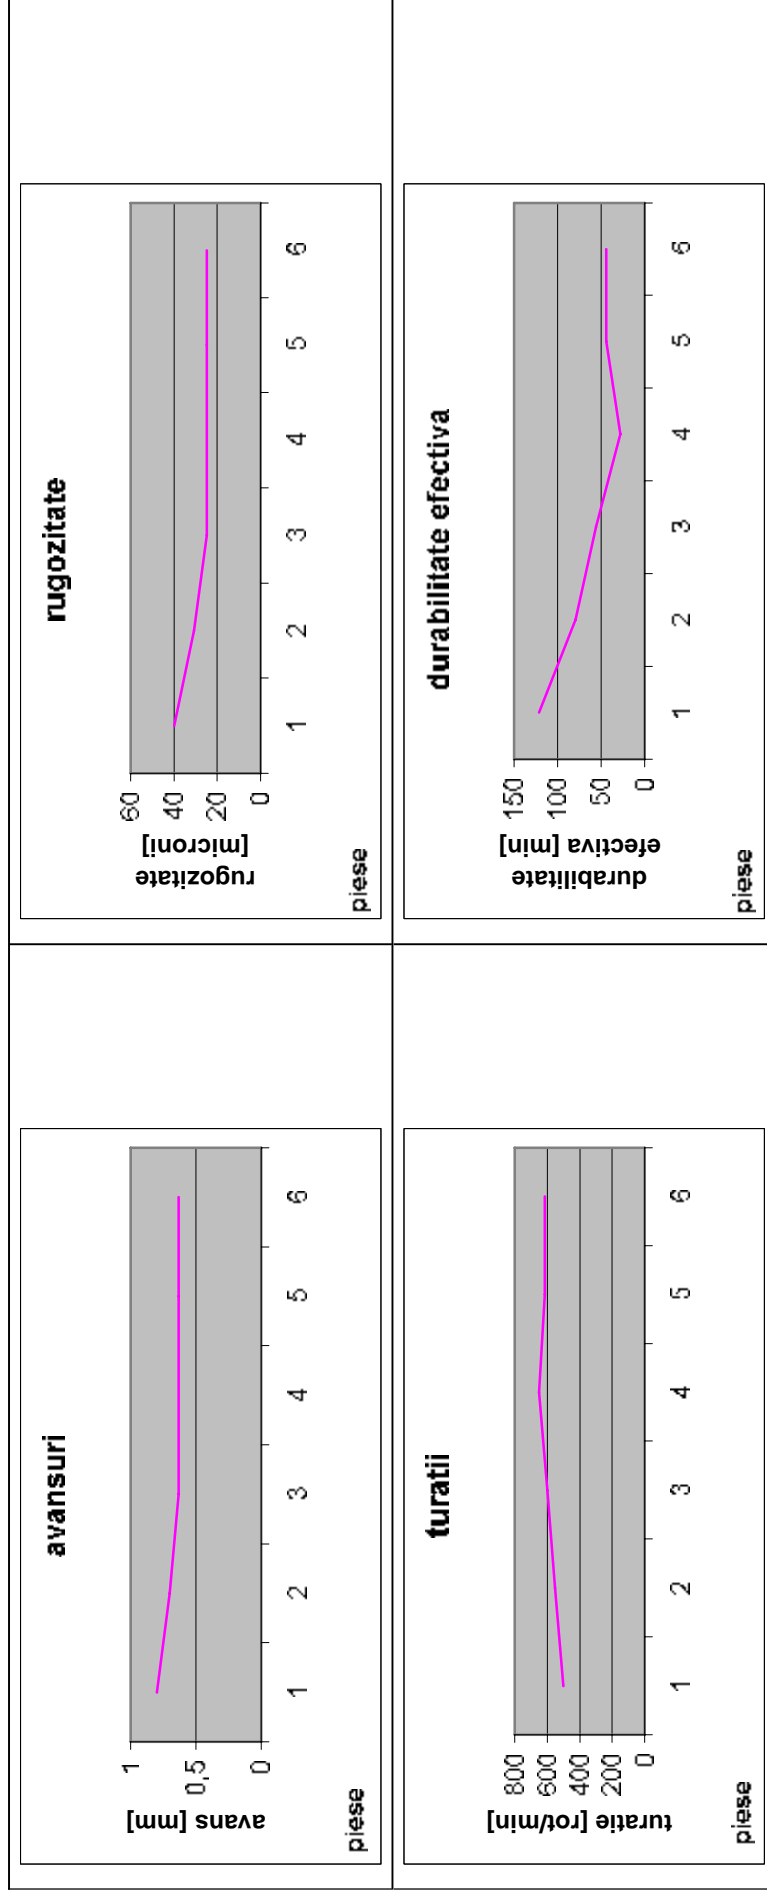 avansuri
avans [mm]
1
0,5
0
1 2 3 4 5 6
piese
rugozitate
rugozitate
[microni]
60
40
20
0
1 2 3 4 5 6
piese
turatii
turatie [rot/min]
800
600
400
200
0
1 2 3 4 5 6
piese
durabilitate efectiva
durabilitate
efectiva [min]
150
100
50
0
1 2 3 4 5 6
piese